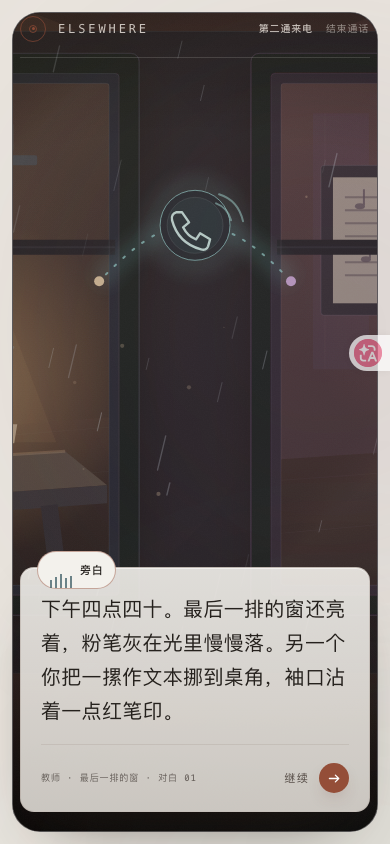 ELSEWHERE
第二通来电
结束通话
旁白
下午四点四十。最后一排的窗还亮
着，粉笔灰在光里慢慢落。另一个
你把一摞作文本挪到桌角，袖口沾
着一点红笔印。
教师 · 最后一排的窗 · 对白 01
继续